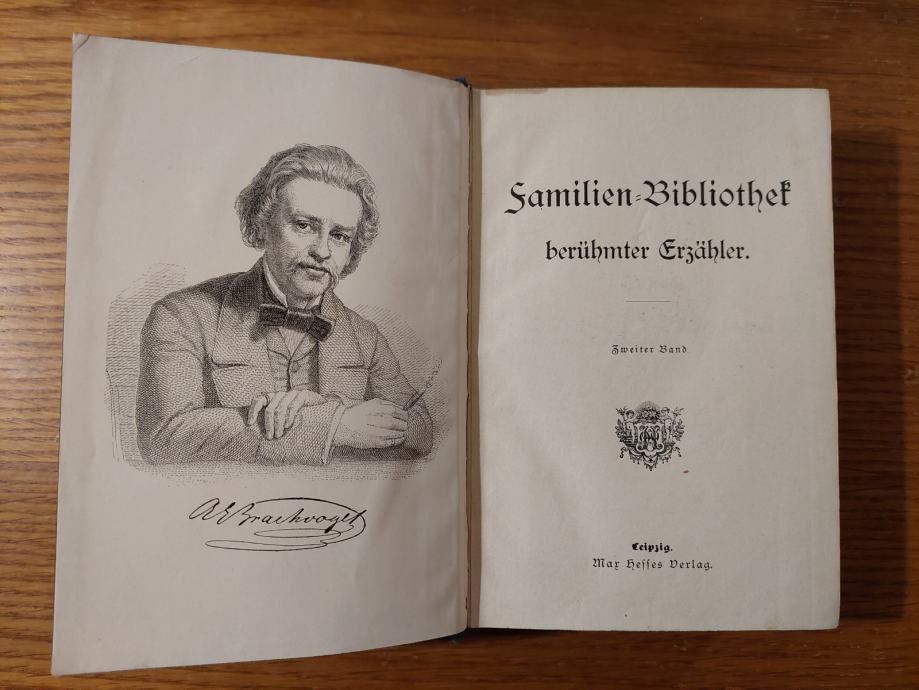 A E Brachvogel
Familien-Bibliothek
berühmter Erzähler.
Zweiter Band.
Leipzig.
Max Hesses Verlag.